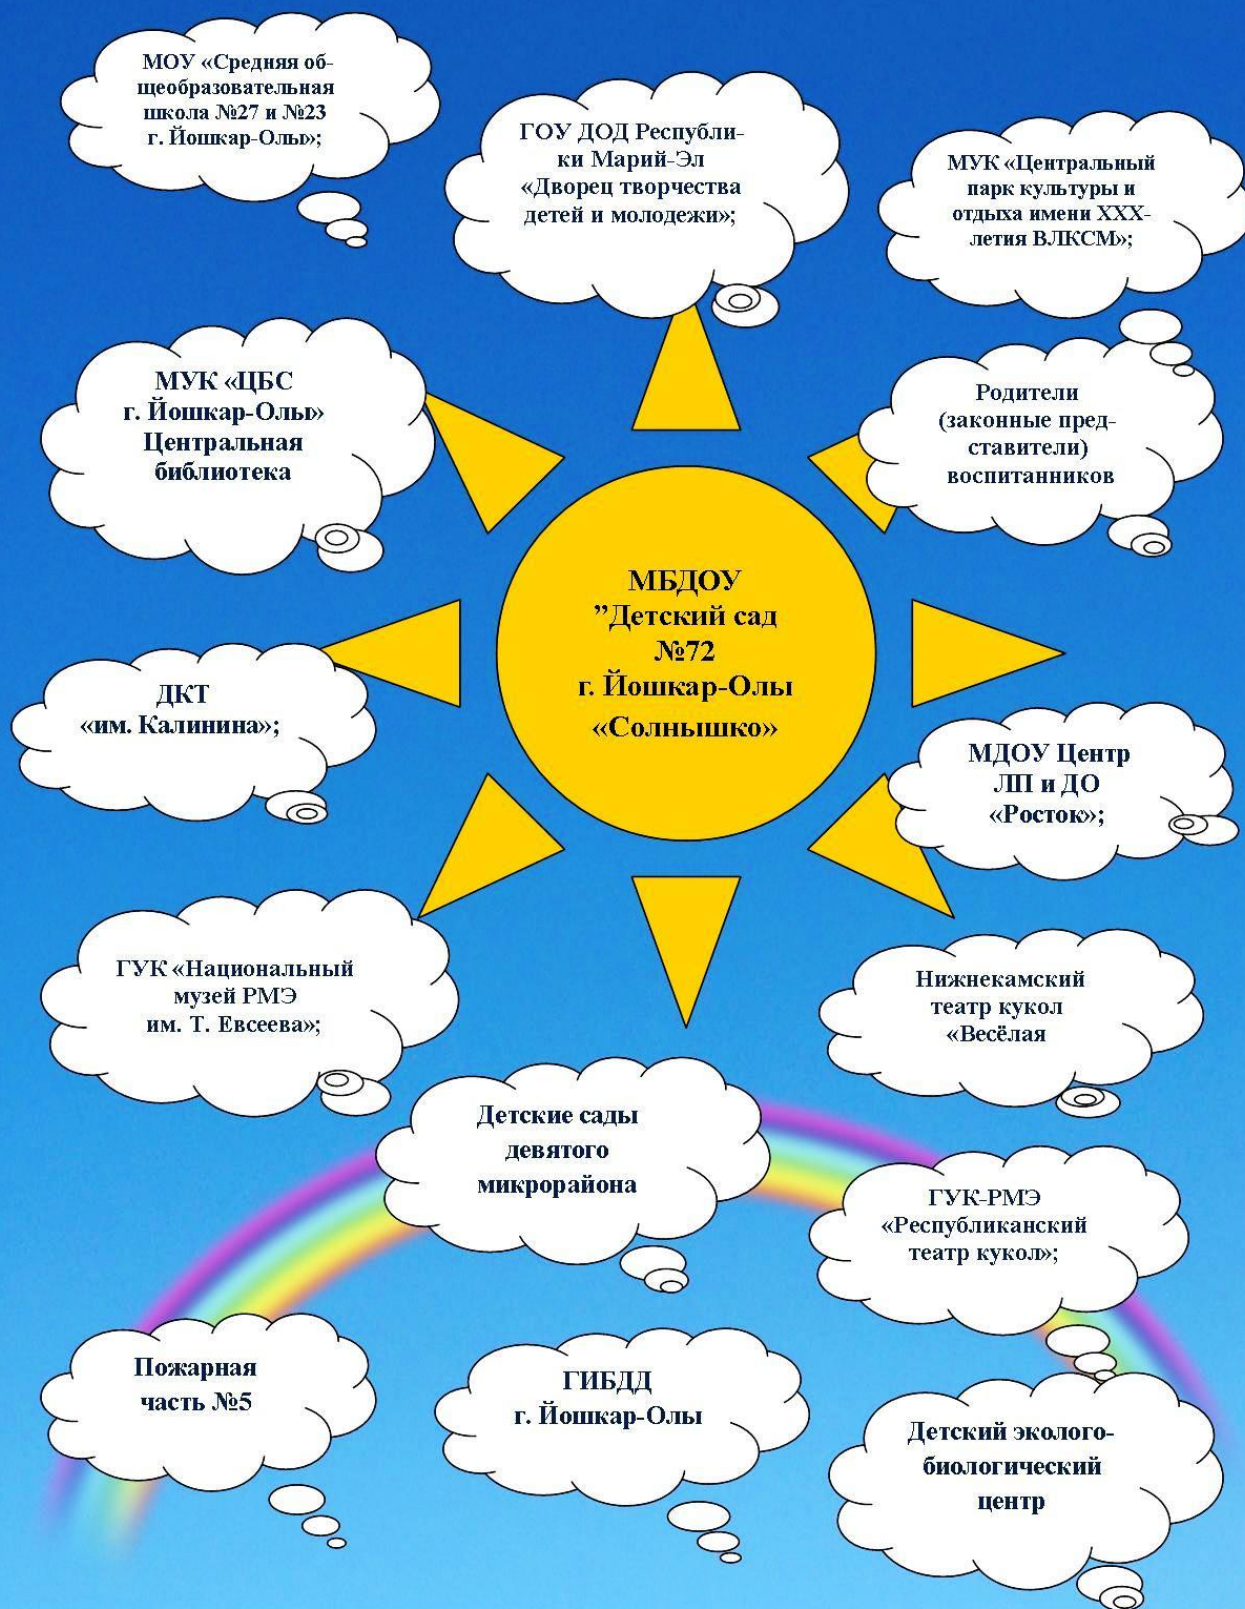 МОУ «Средняя об-
щеобразовательная
школа №27 и №23
г. Йошкар-Олы»;
ГОУ ДОД Республи-
ки Марий-Эл
«Дворец творчества
детей и молодежи»;
МУК «Центральный
парк культуры и
отдыха имени XXX-
летия ВЛКСМ»;
МУК «ЦБС
г. Йошкар-Олы»
Центральная
библиотека
Родители
(законные пред-
ставители)
воспитанников
МБДОУ
”Детский сад
№72
г. Йошкар-Олы
«Солнышко»
ДКТ
«им. Калинина»;
МДОУ Центр
ЛП и ДО
«Росток»;
ГУК «Национальный
музей РМЭ
им. Т. Евсеева»;
Нижнекамский
театр кукол
«Весёлая
Детские сады
девятого
микрорайона
ГУК-РМЭ
«Республиканский
театр кукол»;
Пожарная
часть №5
ГИБДД
г. Йошкар-Олы
Детский эколого-
биологический
центр